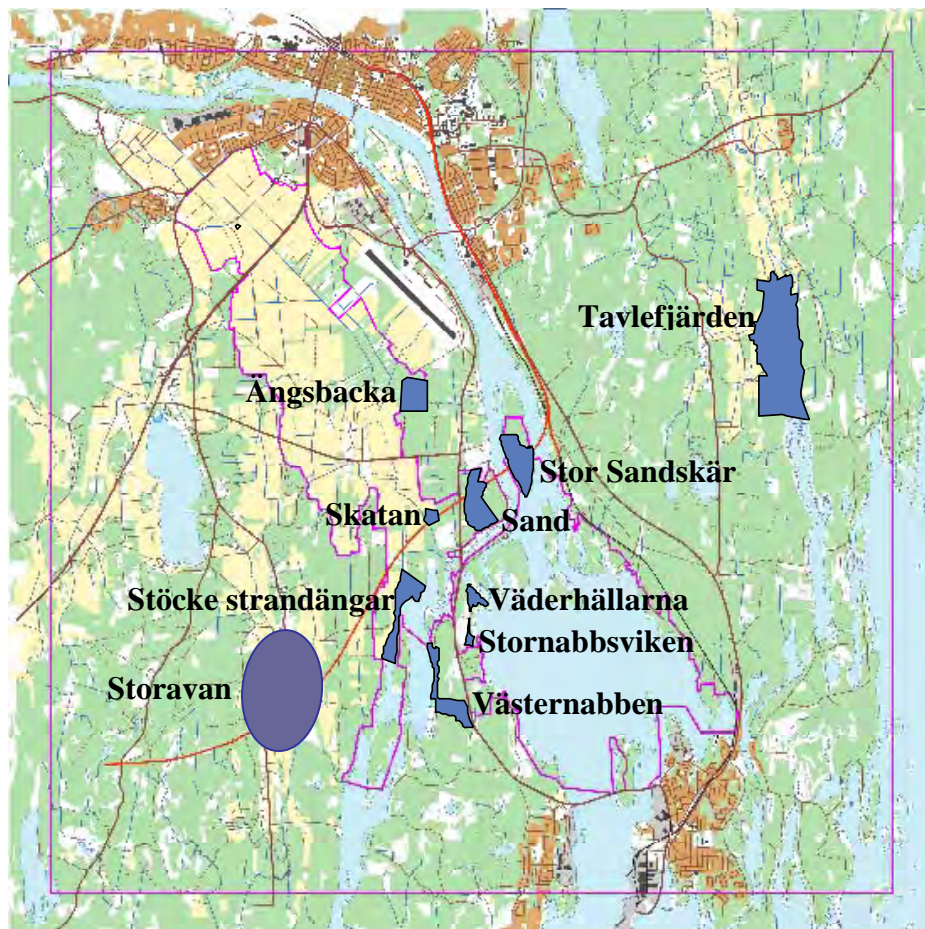 Tavlefjärden
Ängsbacka
Stor Sandskär
Skatan
Sand
Stöcke strandängar
Väderhällarna
Stornabbsviken
Storavan
Västernabben